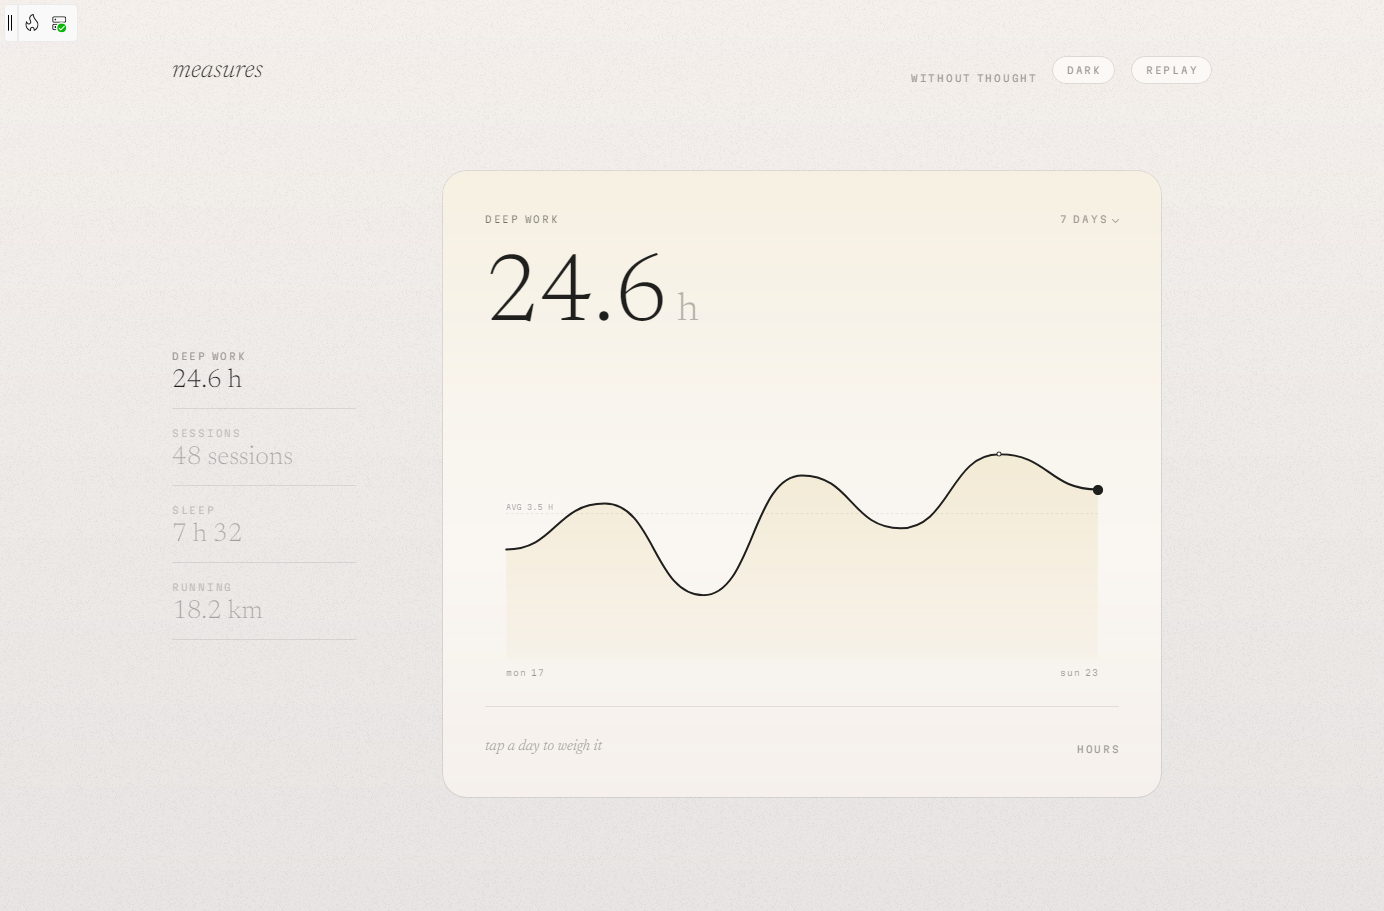 measures
WITHOUT THOUGHT
DARK
REPLAY
DEEP WORK
24.6 h
SESSIONS
48 sessions
SLEEP
7 h 32
RUNNING
18.2 km
DEEP WORK
7 DAYS
24.6 h
AVG 3.5 H
mon 17
sun 23
tap a day to weigh it
HOURS